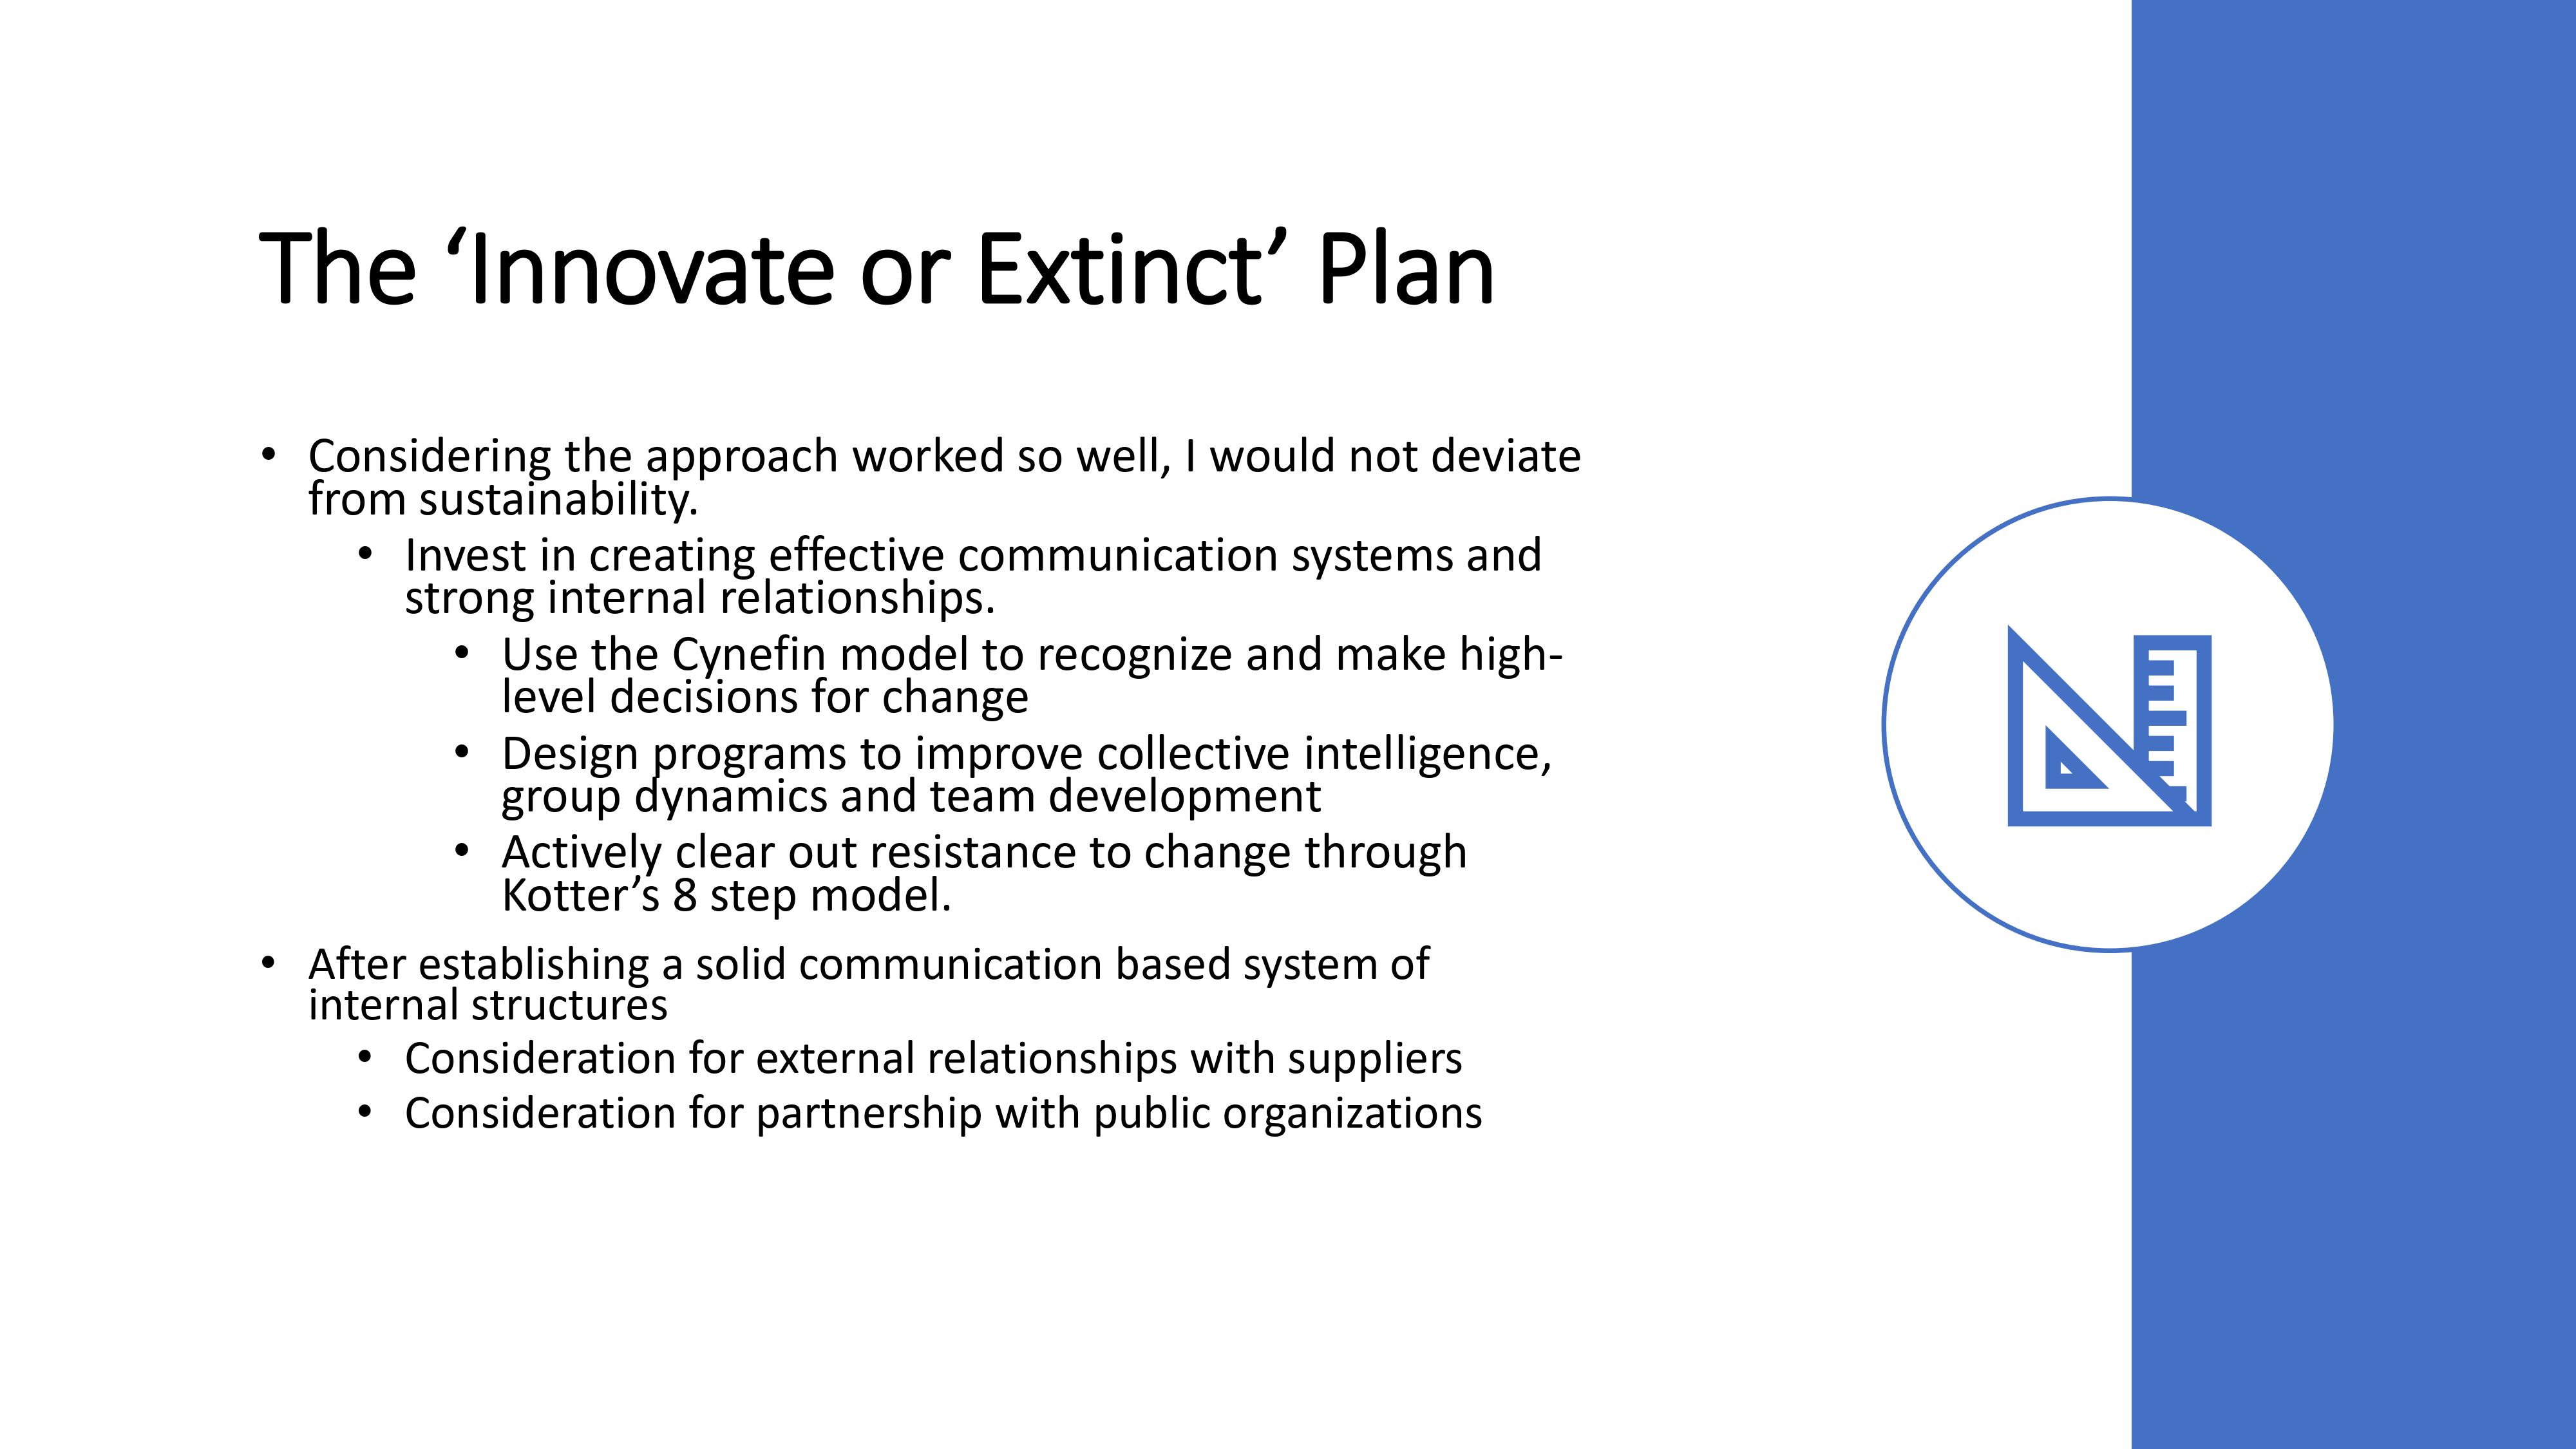 The ‘Innovate or Extinct’ Plan
• Considering the approach worked so well, I would not deviate
from sustainability.
• Invest in creating effective communication systems and
strong internal relationships.
• Use the Cynefin model to recognize and make high-
level decisions for change
• Design programs to improve collective intelligence,
group dynamics and team development
• Actively clear out resistance to change through
Kotter’s 8 step model.
• After establishing a solid communication based system of
internal structures
• Consideration for external relationships with suppliers
• Consideration for partnership with public organizations